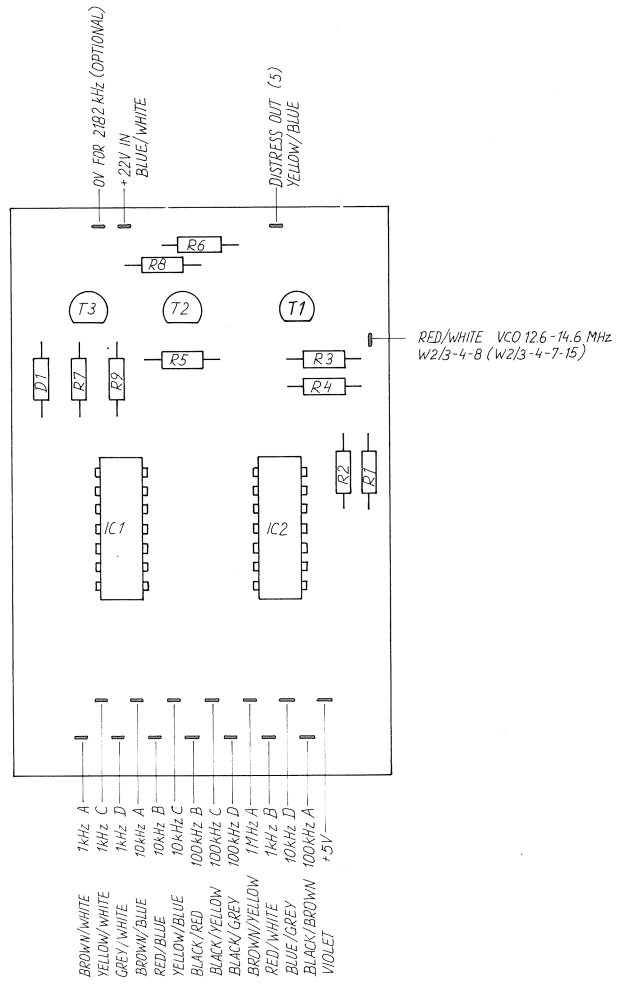 0V FOR 2182 kHz (OPTIONAL)
+22V IN
BLUE/WHITE
DISTRESS OUT (5)
YELLOW/BLUE
R6
R8
T3
T2
T1
RED/WHITE VCO 12.6-14.6 MHz
W2/3-4-8 (W2/3-4-7-15)
D1
R7
R9
R5
R3
R4
R2
R1
IC1
IC2
BROWN/WHITE 1kHz A
YELLOW/WHITE 1kHz C
GREY/WHITE 1kHz D
BROWN/BLUE 10kHz A
RED/BLUE 10kHz B
YELLOW/BLUE 10kHz C
BLACK/RED 100kHz B
BLACK/YELLOW 100kHz C
BLACK/GREY 100kHz D
BROWN/YELLOW 1MHz A
RED/WHITE 1kHz B
BLUE/GREY 10kHz D
BLACK/BROWN 100kHz A
VIOLET +5V